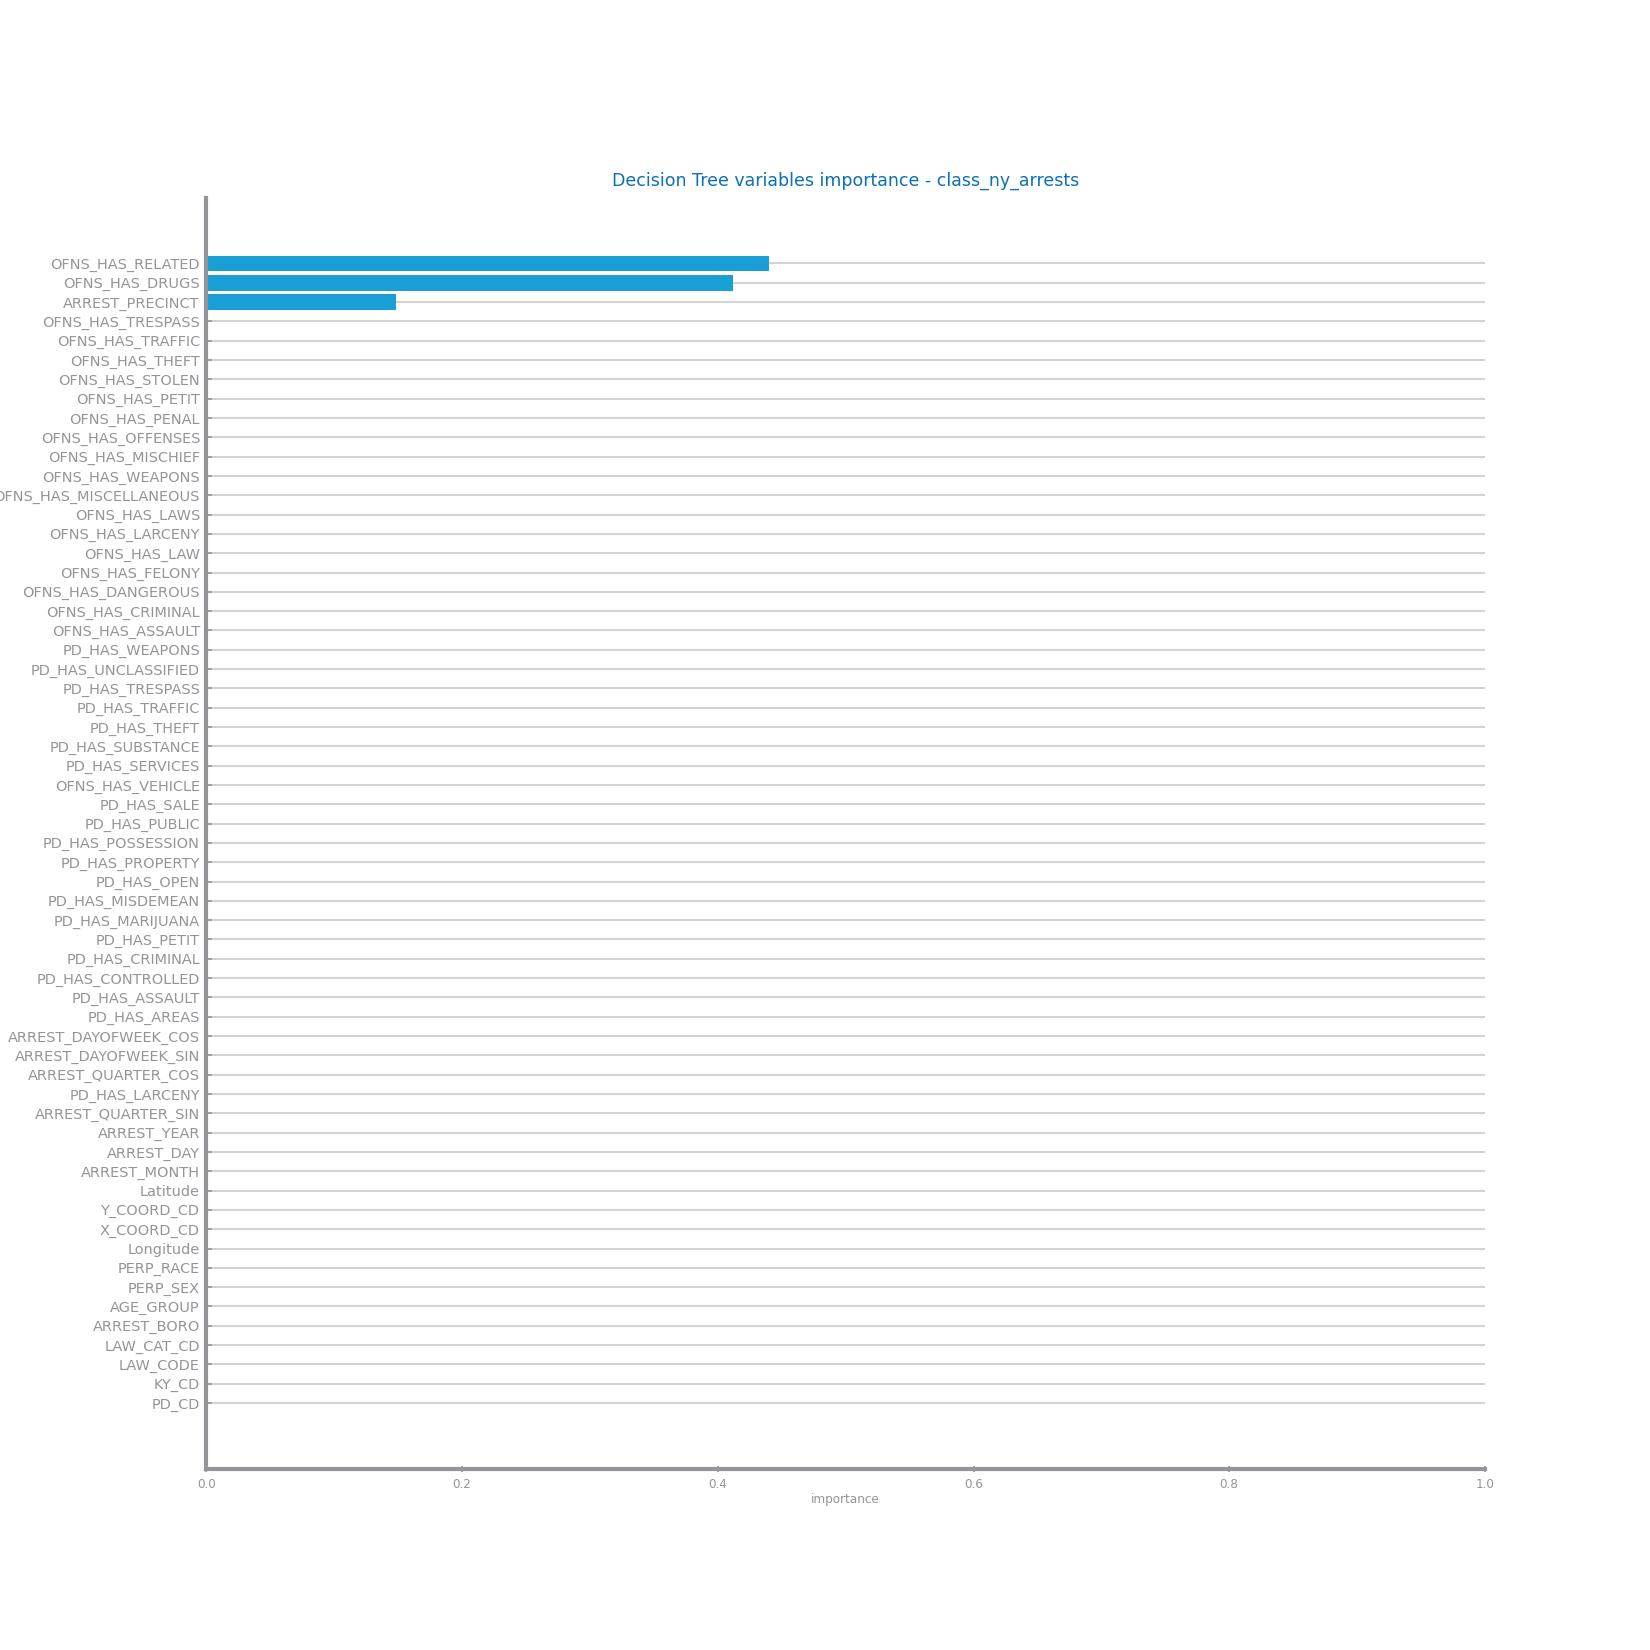 Decision Tree variables importance - class_ny_arrests
OFNS_HAS_RELATED
OFNS_HAS_DRUGS
ARREST_PRECINCT
OFNS_HAS_TRESPASS
OFNS_HAS_TRAFFIC
OFNS_HAS_THEFT
OFNS_HAS_STOLEN
OFNS_HAS_PETIT
OFNS_HAS_PENAL
OFNS_HAS_OFFENSES
OFNS_HAS_MISCHIEF
OFNS_HAS_WEAPONS
OFNS_HAS_MISCELLANEOUS
OFNS_HAS_LAWS
OFNS_HAS_LARCENY
OFNS_HAS_LAW
OFNS_HAS_FELONY
OFNS_HAS_DANGEROUS
OFNS_HAS_CRIMINAL
OFNS_HAS_ASSAULT
PD_HAS_WEAPONS
PD_HAS_UNCLASSIFIED
PD_HAS_TRESPASS
PD_HAS_TRAFFIC
PD_HAS_THEFT
PD_HAS_SUBSTANCE
PD_HAS_SERVICES
OFNS_HAS_VEHICLE
PD_HAS_SALE
PD_HAS_PUBLIC
PD_HAS_POSSESSION
PD_HAS_PROPERTY
PD_HAS_OPEN
PD_HAS_MISDEMEAN
PD_HAS_MARIJUANA
PD_HAS_PETIT
PD_HAS_CRIMINAL
PD_HAS_CONTROLLED
PD_HAS_ASSAULT
PD_HAS_AREAS
ARREST_DAYOFWEEK_COS
ARREST_DAYOFWEEK_SIN
ARREST_QUARTER_COS
PD_HAS_LARCENY
ARREST_QUARTER_SIN
ARREST_YEAR
ARREST_DAY
ARREST_MONTH
Latitude
Y_COORD_CD
X_COORD_CD
Longitude
PERP_RACE
PERP_SEX
AGE_GROUP
ARREST_BORO
LAW_CAT_CD
LAW_CODE
KY_CD
PD_CD
0.0 0.2 0.4 0.6 0.8 1.0
importance